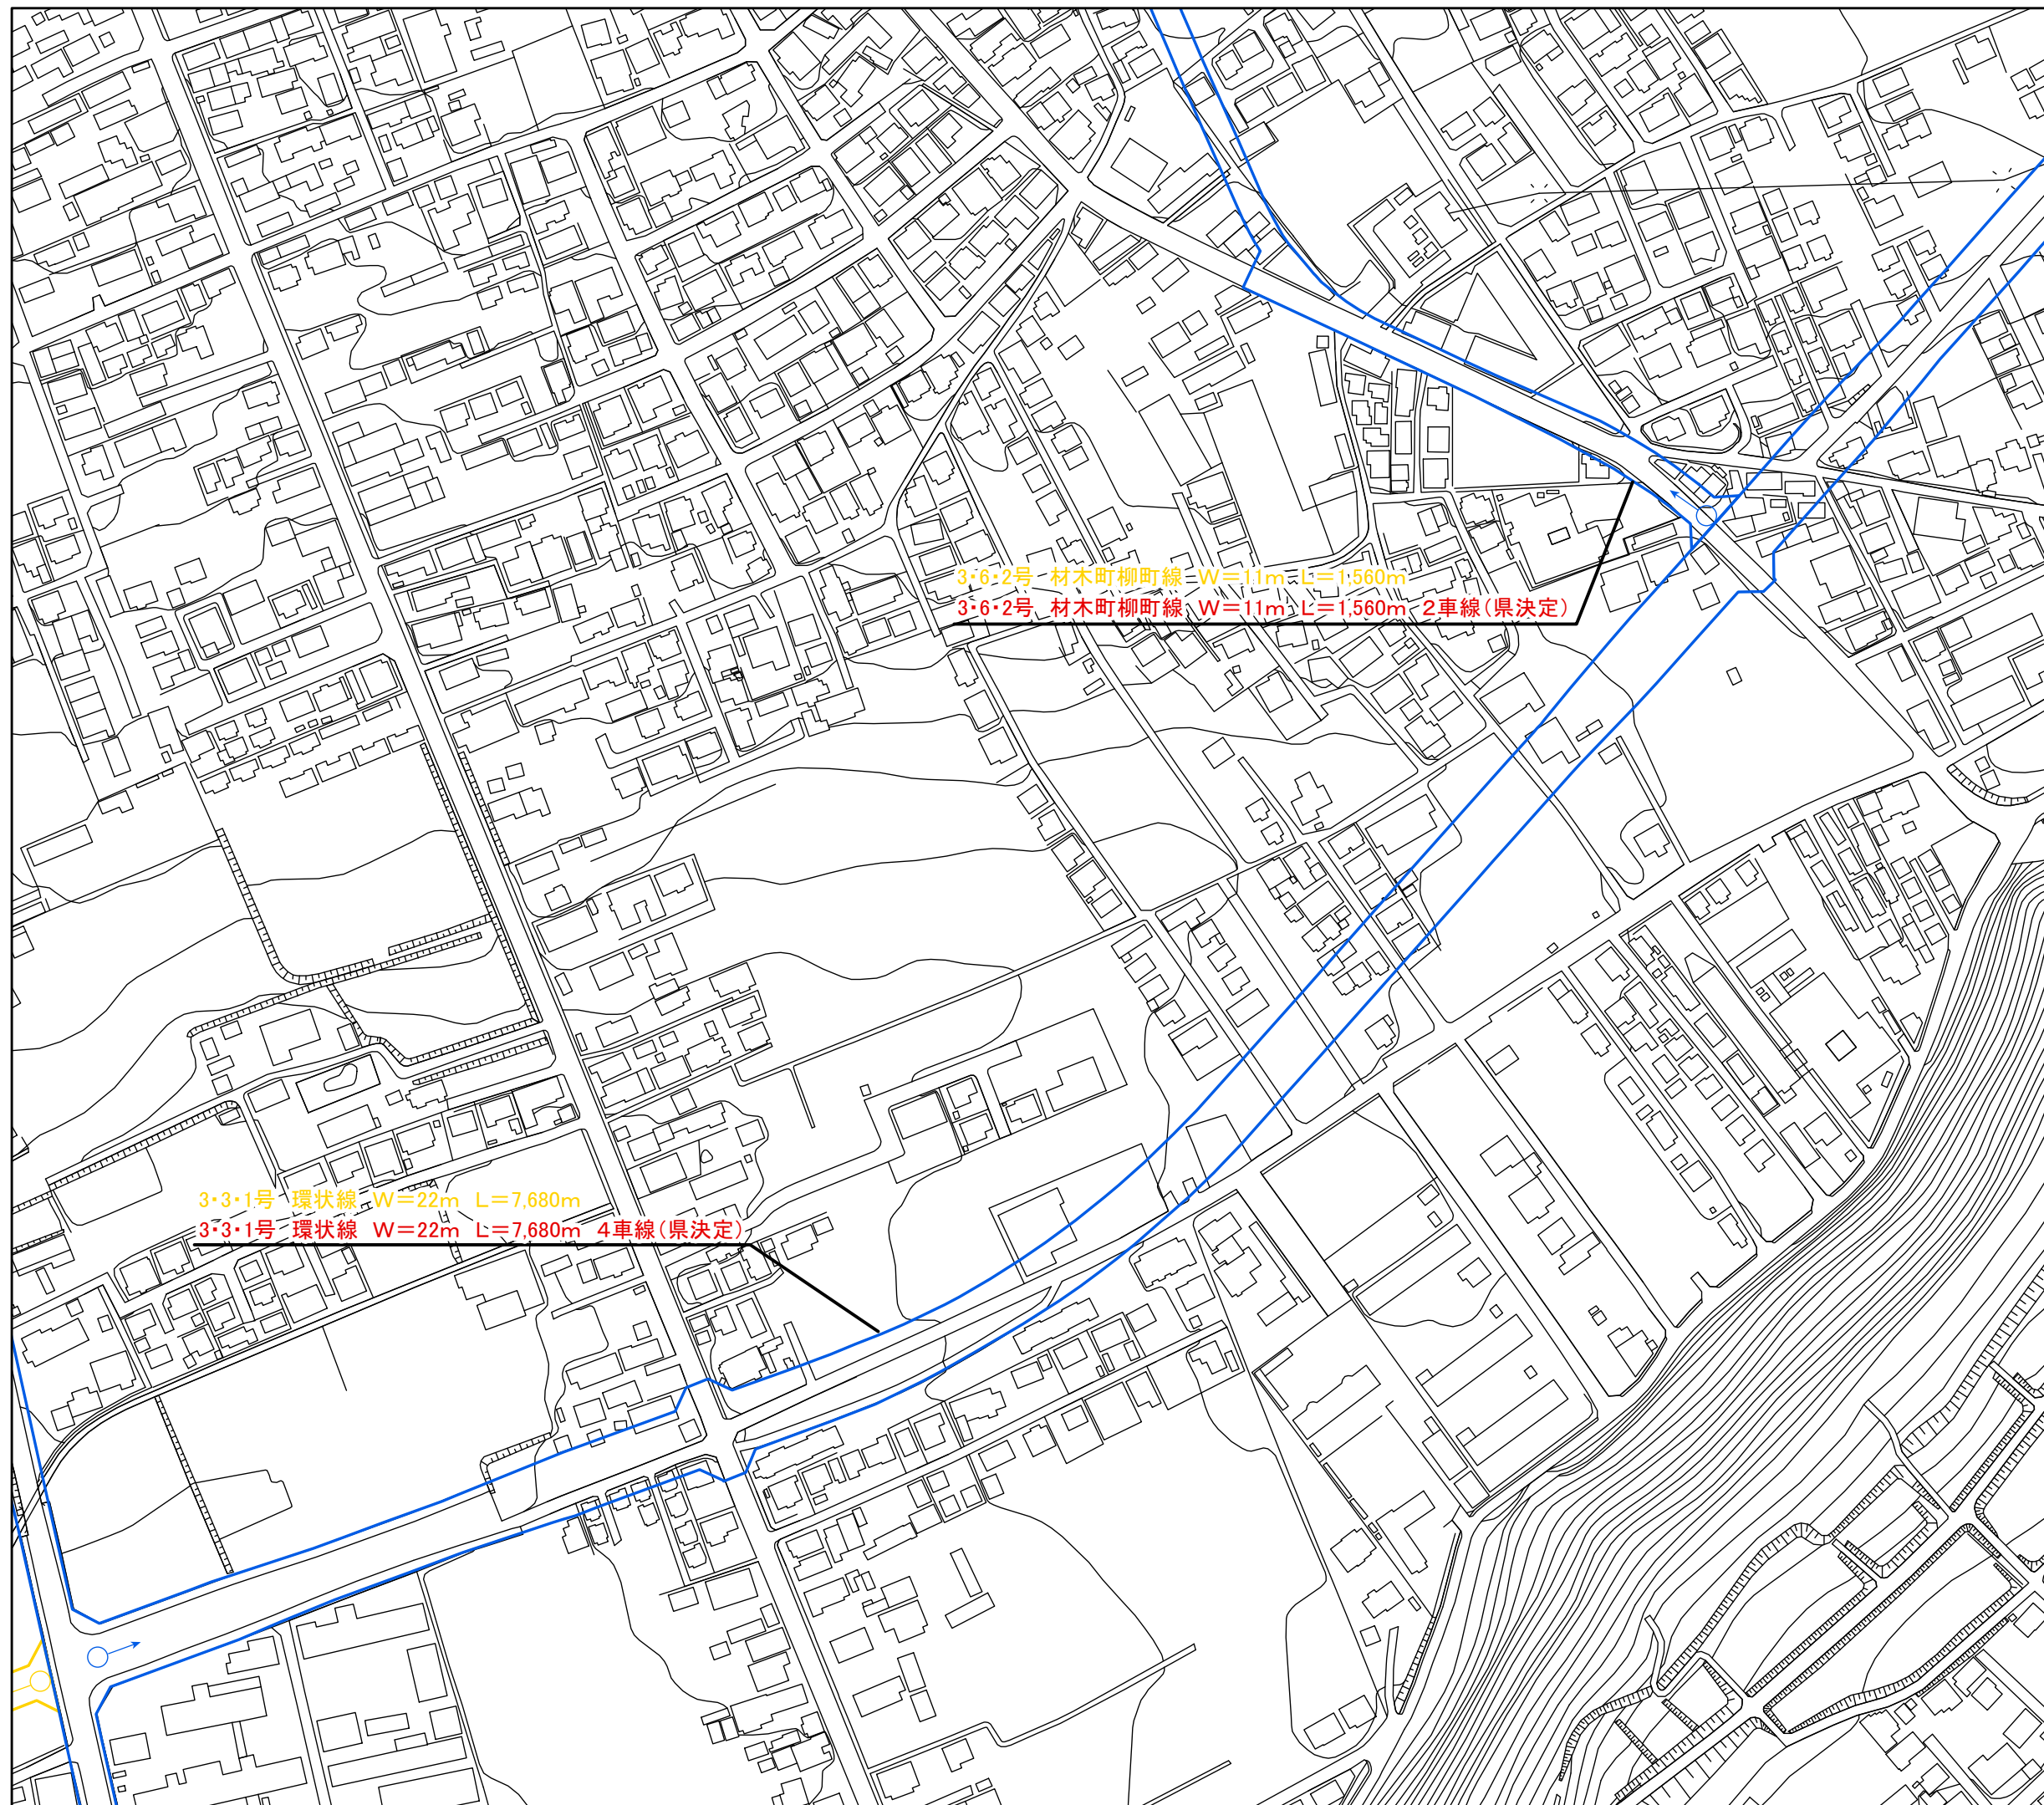 3・6・2号 材木町柳町線 W=11m L=1,560m
3・6・2号 材木町柳町線 W=11m L=1,560m 2車線(県決定)
3・3・1号 環状線 W=22m L=7,680m
3・3・1号 環状線 W=22m L=7,680m 4車線(県決定)